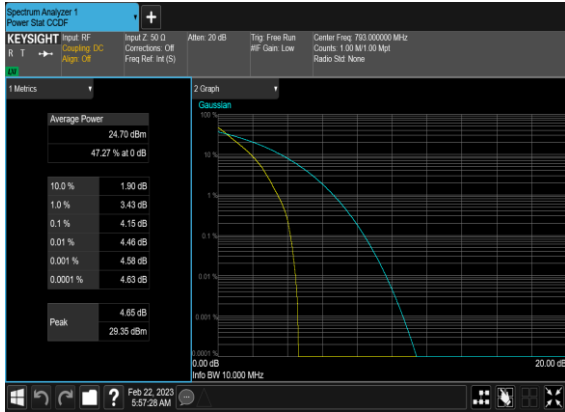 Spectrum Analyzer 1
Power Stat CCDF
+
KEYSIGHT
R T
LXI
Input: RF
Coupling: DC
Align: Off
Input Z: 50 Ω
Corrections: Off
Freq Ref: Int (S)
Atten: 20 dB
Trig: Free Run
#IF Gain: Low
Center Freq: 793.000000 MHz
Counts: 1.00 M/1.00 Mpt
Radio Std: None
1 Metrics
Average Power
24.70 dBm
47.27 % at 0 dB
10.0 % 1.90 dB
1.0 % 3.43 dB
0.1 % 4.15 dB
0.01 % 4.46 dB
0.001 % 4.58 dB
0.0001 % 4.63 dB
Peak
4.65 dB
29.35 dBm
2 Graph
Gaussian
100 %
10 %
1 %
0.1 %
0.01 %
0.001 %
0.0001 %
0.00 dB
20.00 dB
Info BW 10.000 MHz
?
Feb 22, 2023
5:57:28 AM